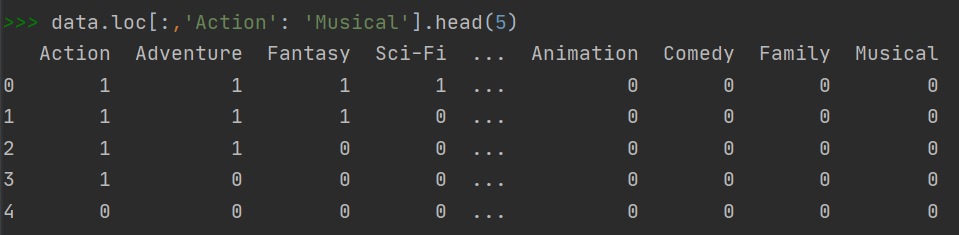 >>> data.loc[:,'Action': 'Musical'].head(5)
   Action  Adventure  Fantasy  Sci-Fi  ...  Animation  Comedy  Family  Musical
0       1          1        1       1  ...          0       0       0        0
1       1          1        1       0  ...          0       0       0        0
2       1          1        0       0  ...          0       0       0        0
3       1          0        0       0  ...          0       0       0        0
4       0          0        0       0  ...          0       0       0        0